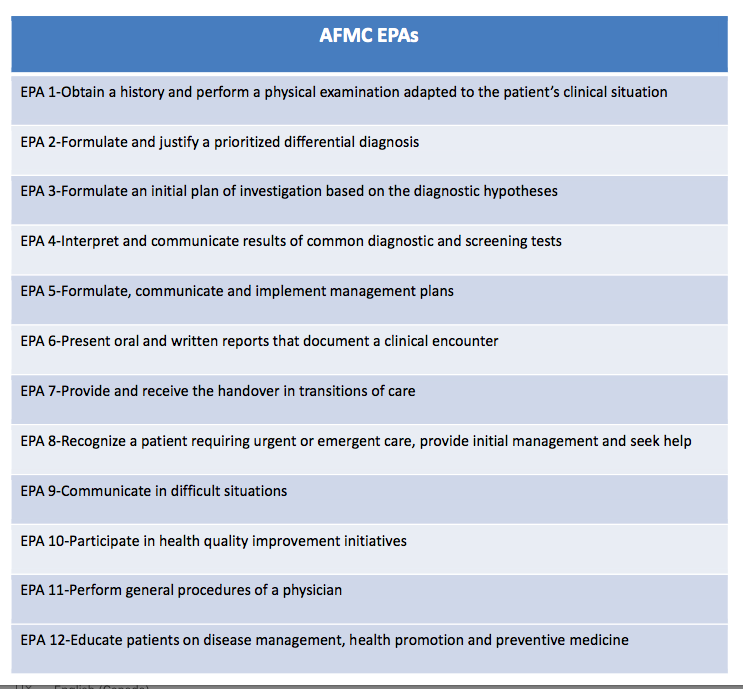 AFMC EPAs
EPA 1-Obtain a history and perform a physical examination adapted to the patient’s clinical situation
EPA 2-Formulate and justify a prioritized differential diagnosis
EPA 3-Formulate an initial plan of investigation based on the diagnostic hypotheses
EPA 4-Interpret and communicate results of common diagnostic and screening tests
EPA 5-Formulate, communicate and implement management plans
EPA 6-Present oral and written reports that document a clinical encounter
EPA 7-Provide and receive the handover in transitions of care
EPA 8-Recognize a patient requiring urgent or emergent care, provide initial management and seek help
EPA 9-Communicate in difficult situations
EPA 10-Participate in health quality improvement initiatives
EPA 11-Perform general procedures of a physician
EPA 12-Educate patients on disease management, health promotion and preventive medicine
English (Canada)